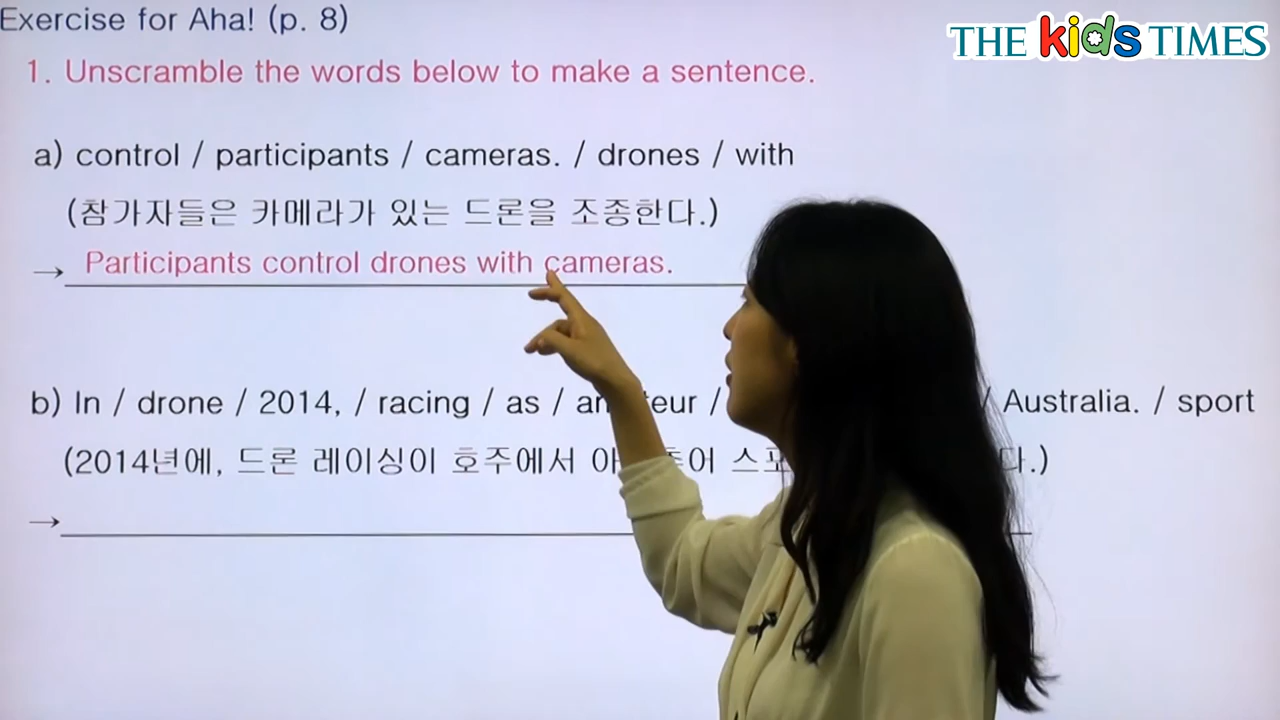 Exercise for Aha! (p. 8)
THE kids TIMES
1. Unscramble the words below to make a sentence.
a) control / participants / cameras. / drones / with
(참가자들은 카메라가 있는 드론을 조종한다.)
→ Participants control drones with cameras.
b) In / drone / 2014, / racing / as / / / Australia. / sport
(2014년에, 드론 레이싱이 호주에서
→